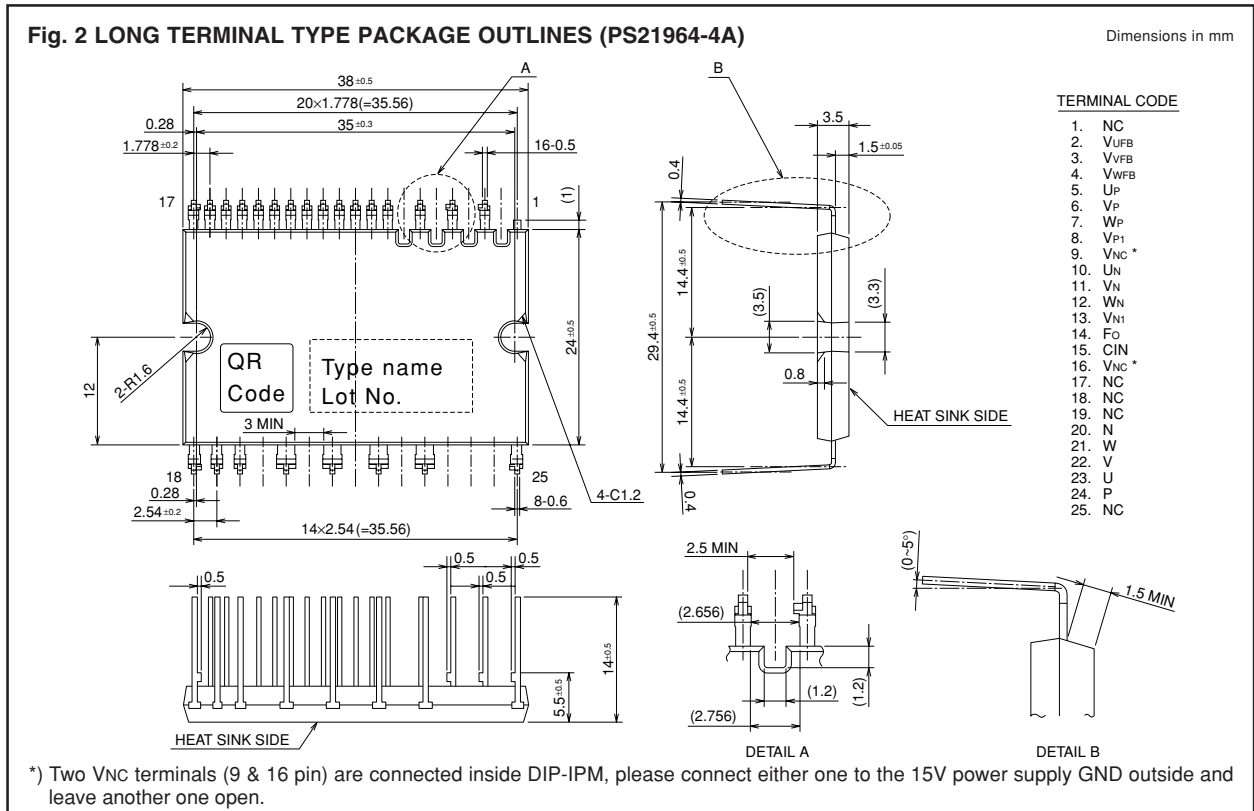 Fig. 2 LONG TERMINAL TYPE PACKAGE OUTLINES (PS21964-4A)
Dimensions in mm
A
B
38±0.5
20×1.778(=35.56)
0.28
35±0.3
1.778±0.2
16-0.5
17
1
(1)
2-R1.6
12
24±0.5
QR
Code
Type name
Lot No.
3 MIN
18
25
0.28
2.54±0.2
8-0.6
4-C1.2
14×2.54(=35.56)
3.5
1.5±0.05
0.4
14.4±0.5
29.4±0.5
(3.5)
(3.3)
0.8
14.4±0.5
HEAT SINK SIDE
0.4
TERMINAL CODE
1. NC
2. VUFB
3. VVFB
4. VWFB
5. UP
6. VP
7. WP
8. VP1
9. VNC *
10. UN
11. VN
12. WN
13. VN1
14. FO
15. CIN
16. VNC *
17. NC
18. NC
19. NC
20. N
21. W
22. V
23. U
24. P
25. NC
0.5
0.5
0.5
0.5
14±0.5
5.5±0.5
HEAT SINK SIDE
2.5 MIN
(2.656)
(1.2)
(1.2)
(2.756)
DETAIL A
(0~5°)
1.5 MIN
DETAIL B
*) Two VNC terminals (9 & 16 pin) are connected inside DIP-IPM, please connect either one to the 15V power supply GND outside and
leave another one open.